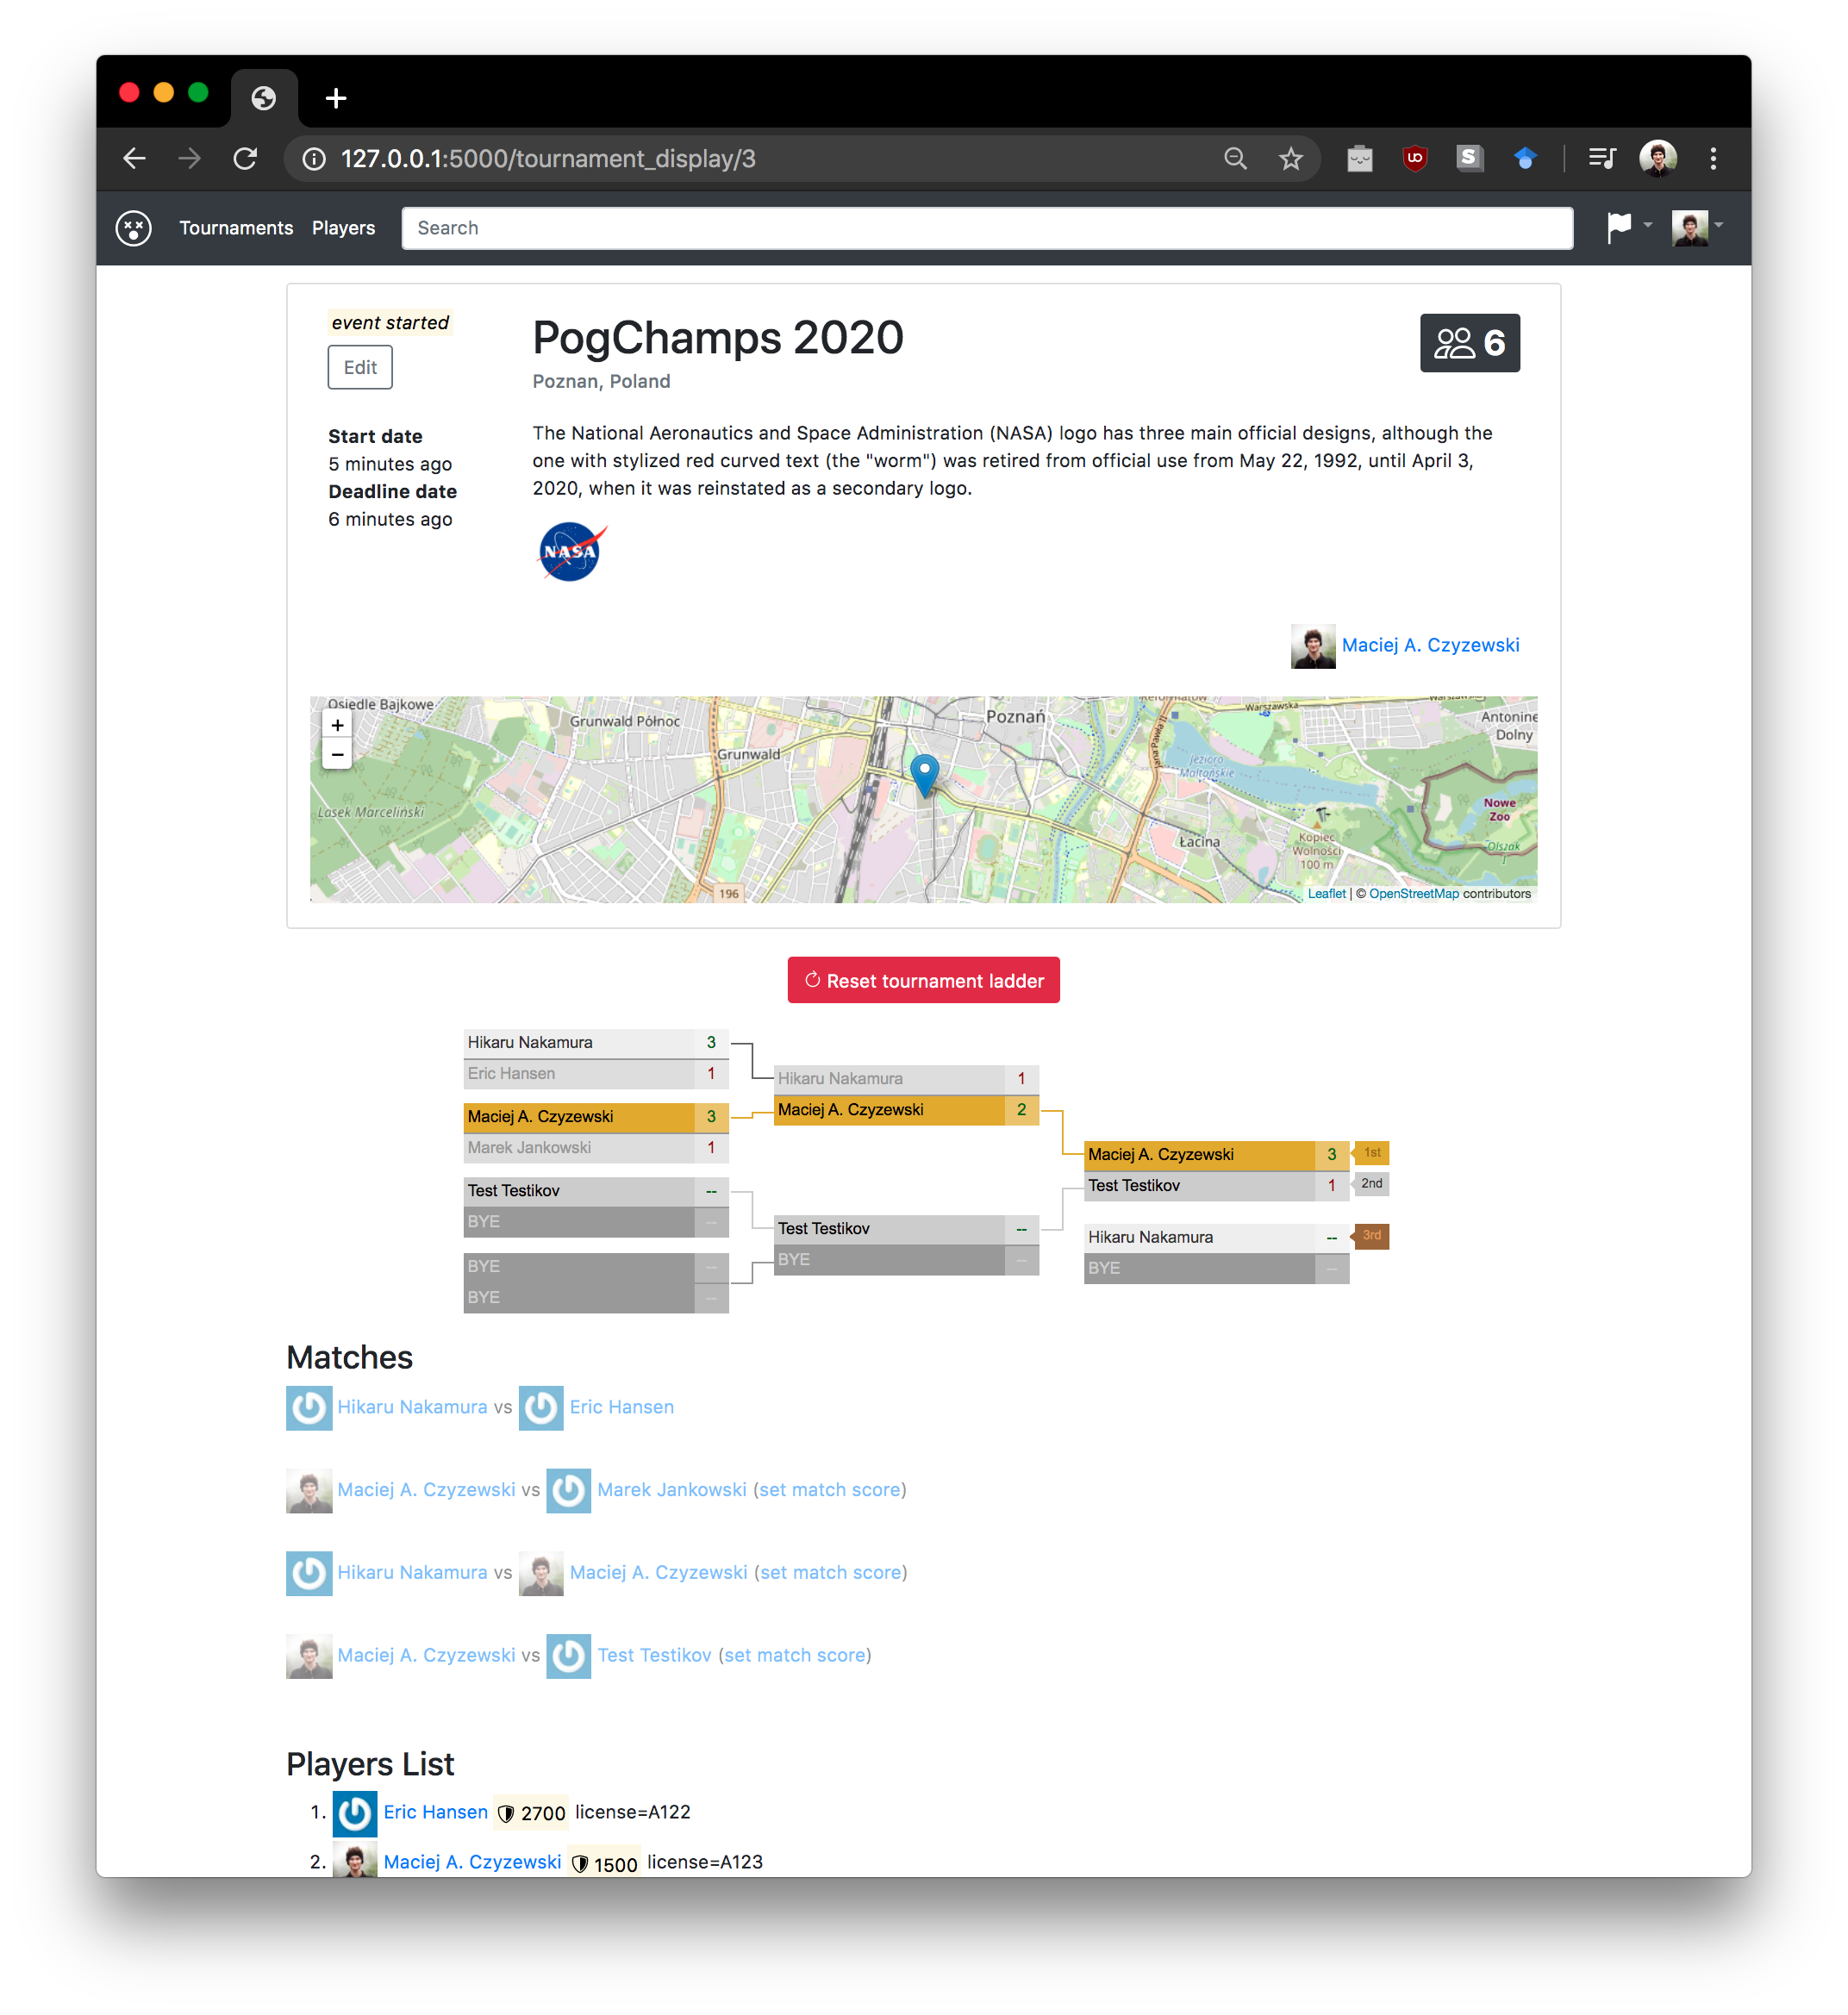 127.0.0.1:5000/tournament_display/3
Tournaments Players Search
event started
Edit
PogChamps 2020
6
Poznan, Poland
Start date
5 minutes ago
Deadline date
6 minutes ago
The National Aeronautics and Space Administration (NASA) logo has three main official designs, although the
one with stylized red curved text (the "worm") was retired from official use from May 22, 1992, until April 3,
2020, when it was reinstated as a secondary logo.
NASA
Maciej A. Czyzewski
Osiedle Bajkowe
+
−
Grunwald Północ
Grunwald
Poznań
Warszawska
Antonine
Dolny
Jezioro
Maltańskie
Lasek Marceliński
Nowe
Zoo
Łacina
Kopiec
Wolności
100 m
Olszak
I
196
Leaflet | © OpenStreetMap contributors
Reset tournament ladder
Hikaru Nakamura 3
Eric Hansen 1
Maciej A. Czyzewski 3
Marek Jankowski 1
Test Testikov --
BYE --
BYE --
BYE --
Hikaru Nakamura 1
Maciej A. Czyzewski 2
Test Testikov --
BYE --
Maciej A. Czyzewski 3 1st
Test Testikov 1 2nd
Hikaru Nakamura -- 3rd
BYE --
Matches
Hikaru Nakamura vs Eric Hansen
Maciej A. Czyzewski vs Marek Jankowski (set match score)
Hikaru Nakamura vs Maciej A. Czyzewski (set match score)
Maciej A. Czyzewski vs Test Testikov (set match score)
Players List
1. Eric Hansen 2700 license=A122
2. Maciej A. Czyzewski 1500 license=A123